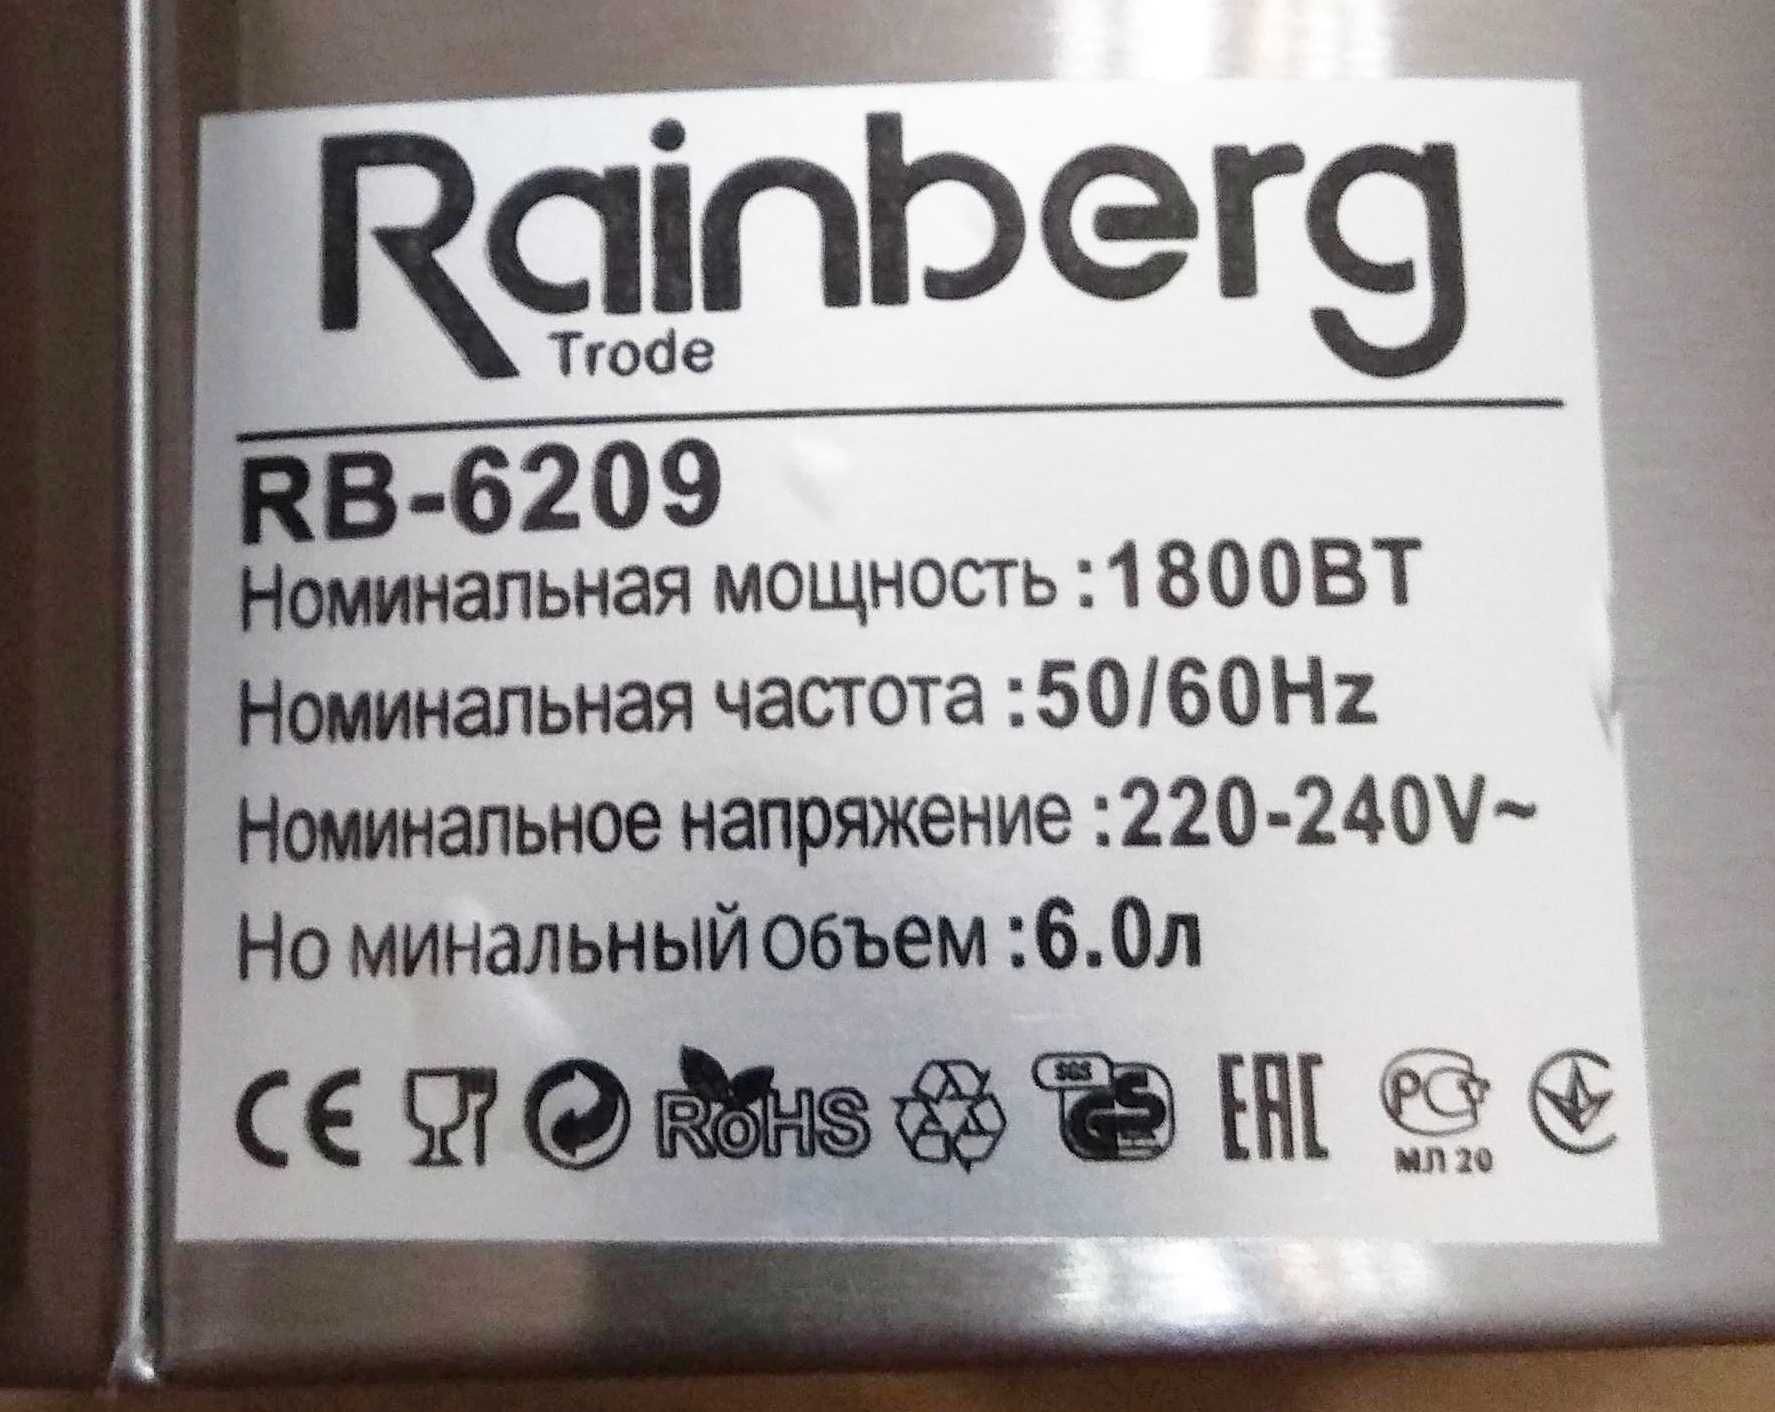 Rainberg
Trode
RB-6209
Номинальная мощность :1800ВТ
Номинальная частота :50/60Hz
Номинальное напряжение :220-240V~
Но минальный объем :6.0л
CE RoHS SGS GS EAC РСТ
МЛ 20